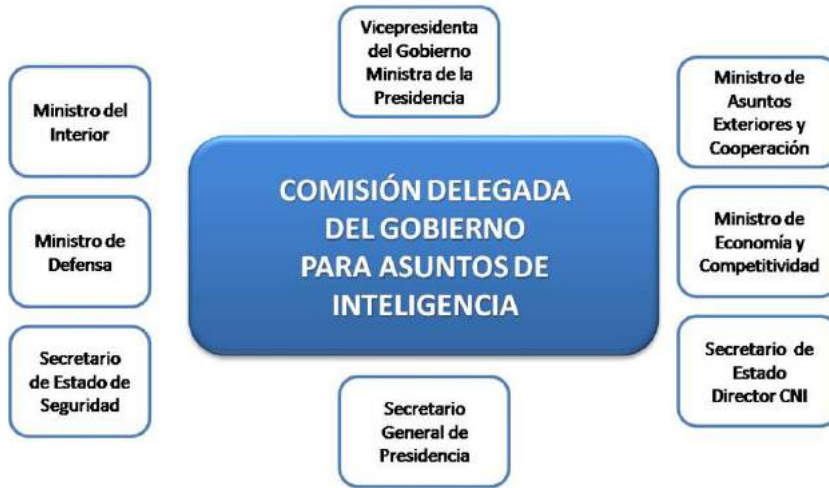 Vicepresidenta
del Gobierno
Ministra de la
Presidencia
Ministro del
Interior
Ministro de
Asuntos
Exteriores y
Cooperación
COMISIÓN DELEGADA
DEL GOBIERNO
PARA ASUNTOS DE
INTELIGENCIA
Ministro de
Defensa
Ministro de
Economía y
Competitividad
Secretario
de Estado de
Seguridad
Secretario de
Estado
Director CNI
Secretario
General de
Presidencia